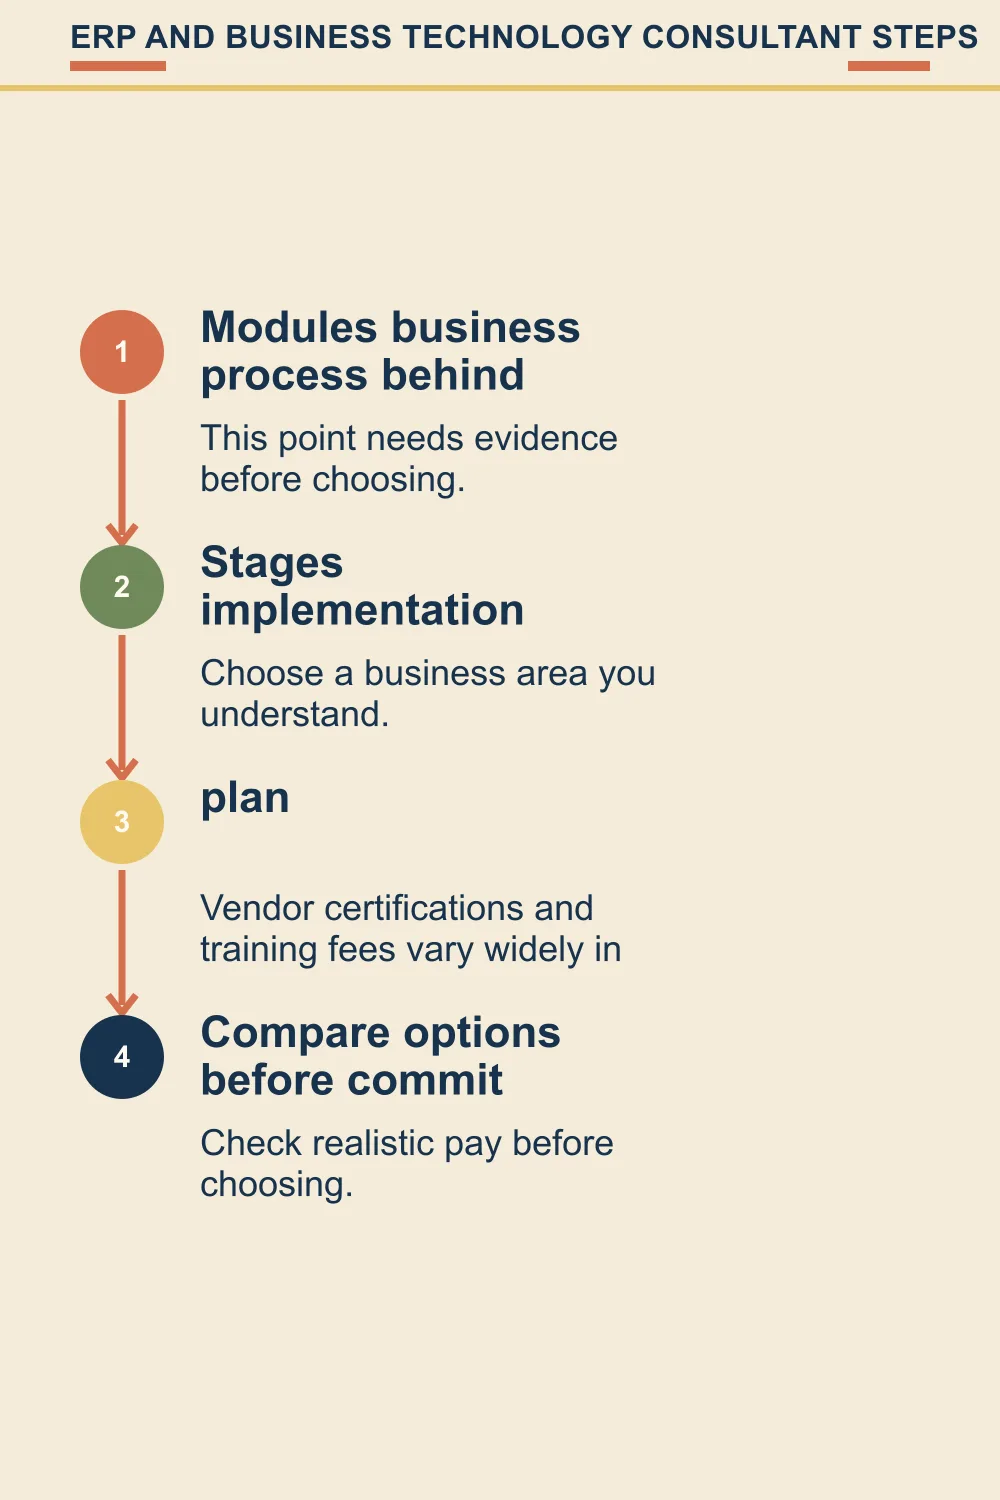 ERP AND BUSINESS TECHNOLOGY CONSULTANT STEPS
1
Modules business
process behind
This point needs evidence
before choosing.
2
Stages
implementation
Choose a business area you
understand.
3
plan
Vendor certifications and
training fees vary widely in
4
Compare options
before commit
Check realistic pay before
choosing.